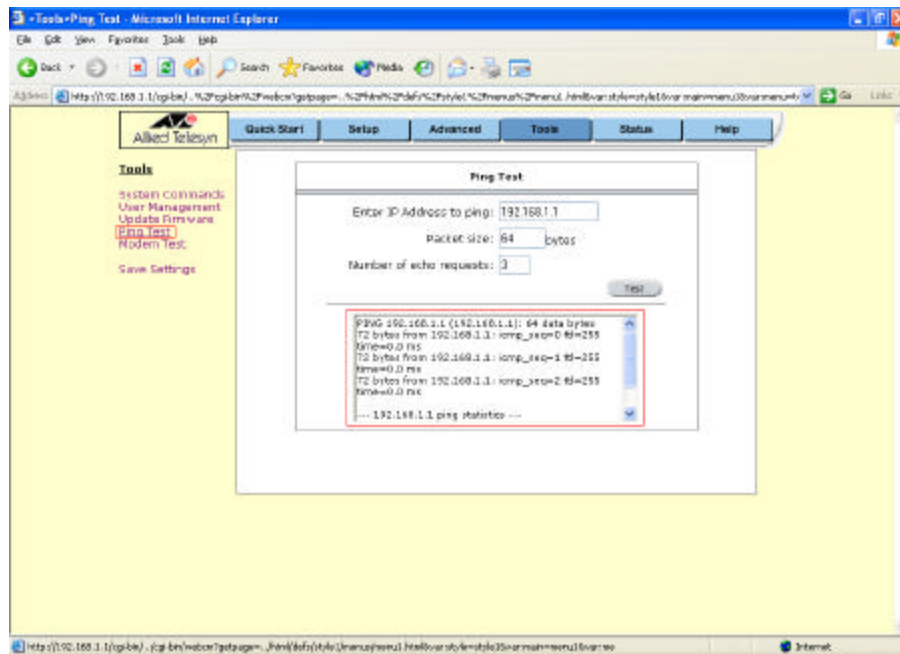 -Tools-Ping Test - Microsoft Internet Explorer
File Edit View Favorites Tools Help
Back Search Favorites Media
Address Go Links
Allied Telesyn
Quick Start Setup Advanced Tools Status Help
Tools
System Commands
User Management
Update Firmware
Ping Test
Modem Test
Save Settings
Ping Test
Enter IP Address to ping: 192.168.1.1
Packet size: 64 bytes
Number of echo requests: 3
Test
PING 192.168.1.1 (192.168.1.1): 64 data bytes
72 bytes from 192.168.1.1: icmp_seq=0 ttl=255
time=0.0 ms
72 bytes from 192.168.1.1: icmp_seq=1 ttl=255
time=0.0 ms
72 bytes from 192.168.1.1: icmp_seq=2 ttl=255
time=0.0 ms
--- 192.168.1.1 ping statistics ---
Internet